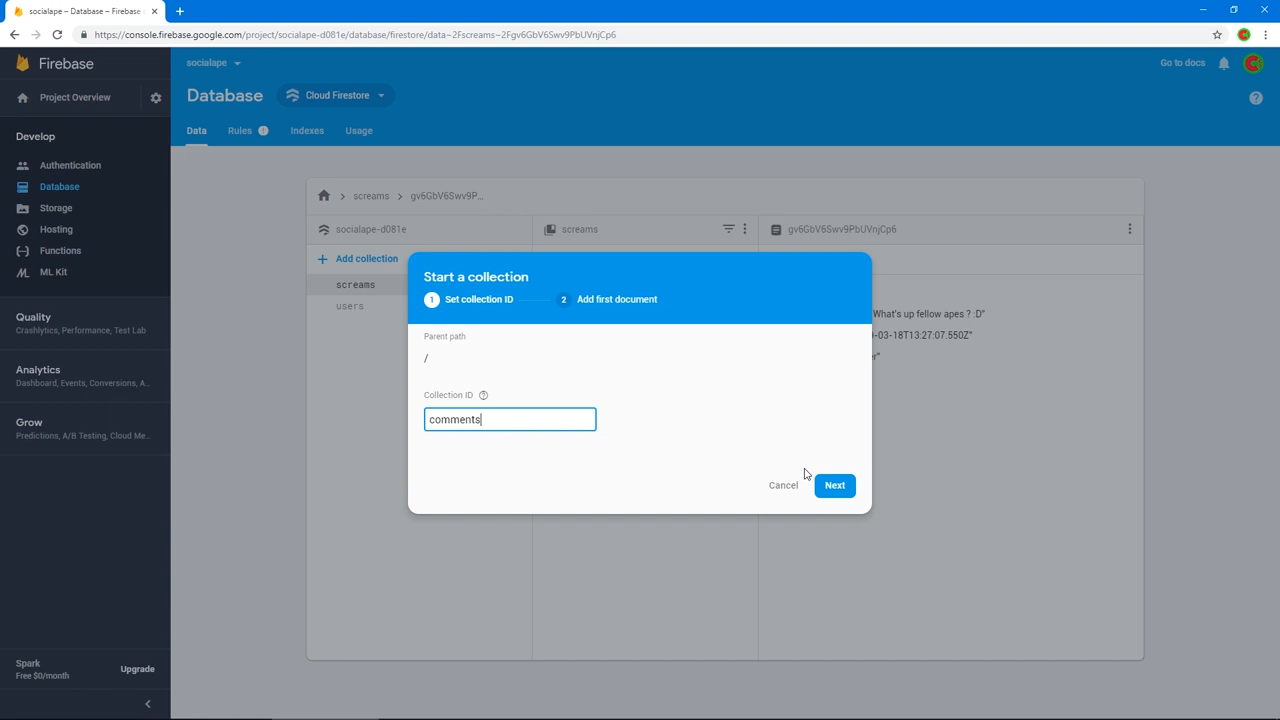 socialape – Database – Firebase
https://console.firebase.google.com/project/socialape-d081e/database/firestore/data~2Fscreams~2Fgv6GbV6Swv9PbUVnjCp6
Firebase
socialape
Go to docs
Project Overview
Database
Cloud Firestore
Develop
Data
Rules
Indexes
Usage
Authentication
Database
Storage
Hosting
Functions
ML Kit
Quality
Crashlytics, Performance, Test Lab
Analytics
Dashboard, Events, Conversions, A...
Grow
Predictions, A/B Testing, Cloud Me...
Spark
Free $0/month
Upgrade
screams
gv6GbV6Swv9P...
socialape-d081e
screams
gv6GbV6Swv9PbUVnjCp6
Add collection
screams
users
What's up fellow apes ? :D"
-03-18T13:27:07.550Z"
Start a collection
1 Set collection ID
2 Add first document
Parent path
/
Collection ID
comments
Cancel
Next